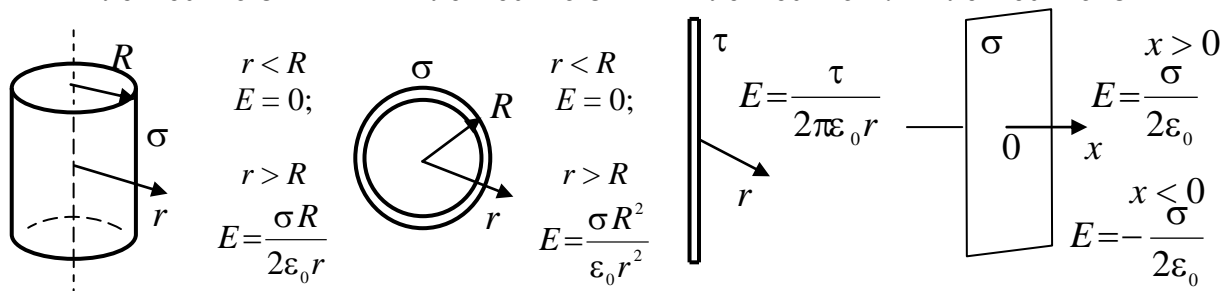 R
σ
r
r < R
E = 0;
r > R
E = σR / 2ε₀r
σ
R
r
r < R
E = 0;
r > R
E = σR² / ε₀r²
τ
r
E = τ / 2πε₀r
σ
0
x
x > 0
E = σ / 2ε₀
x < 0
E = − σ / 2ε₀